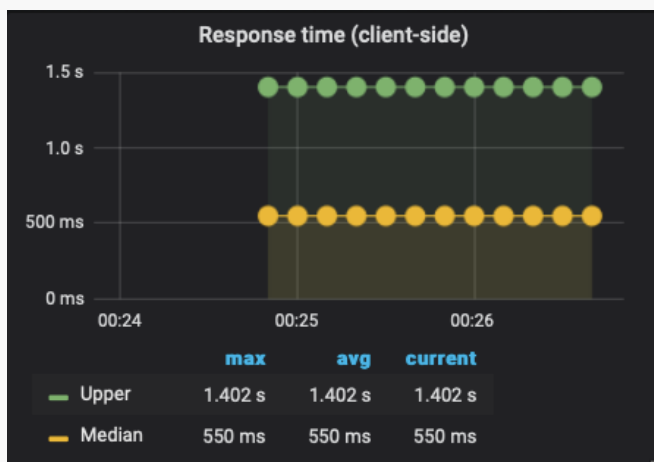 Response time (client-side)
1.5 s
1.0 s
500 ms
0 ms
00:24 00:25 00:26
max avg current
Upper 1.402 s 1.402 s 1.402 s
Median 550 ms 550 ms 550 ms